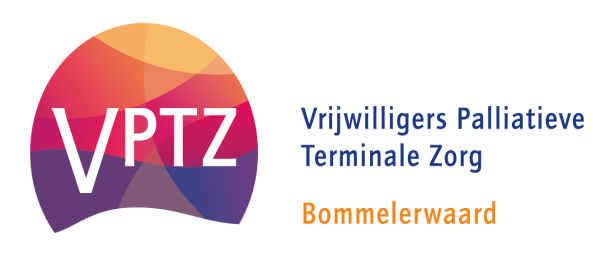 VPTZ
Vrijwilligers Palliatieve
Terminale Zorg
Bommelerwaard